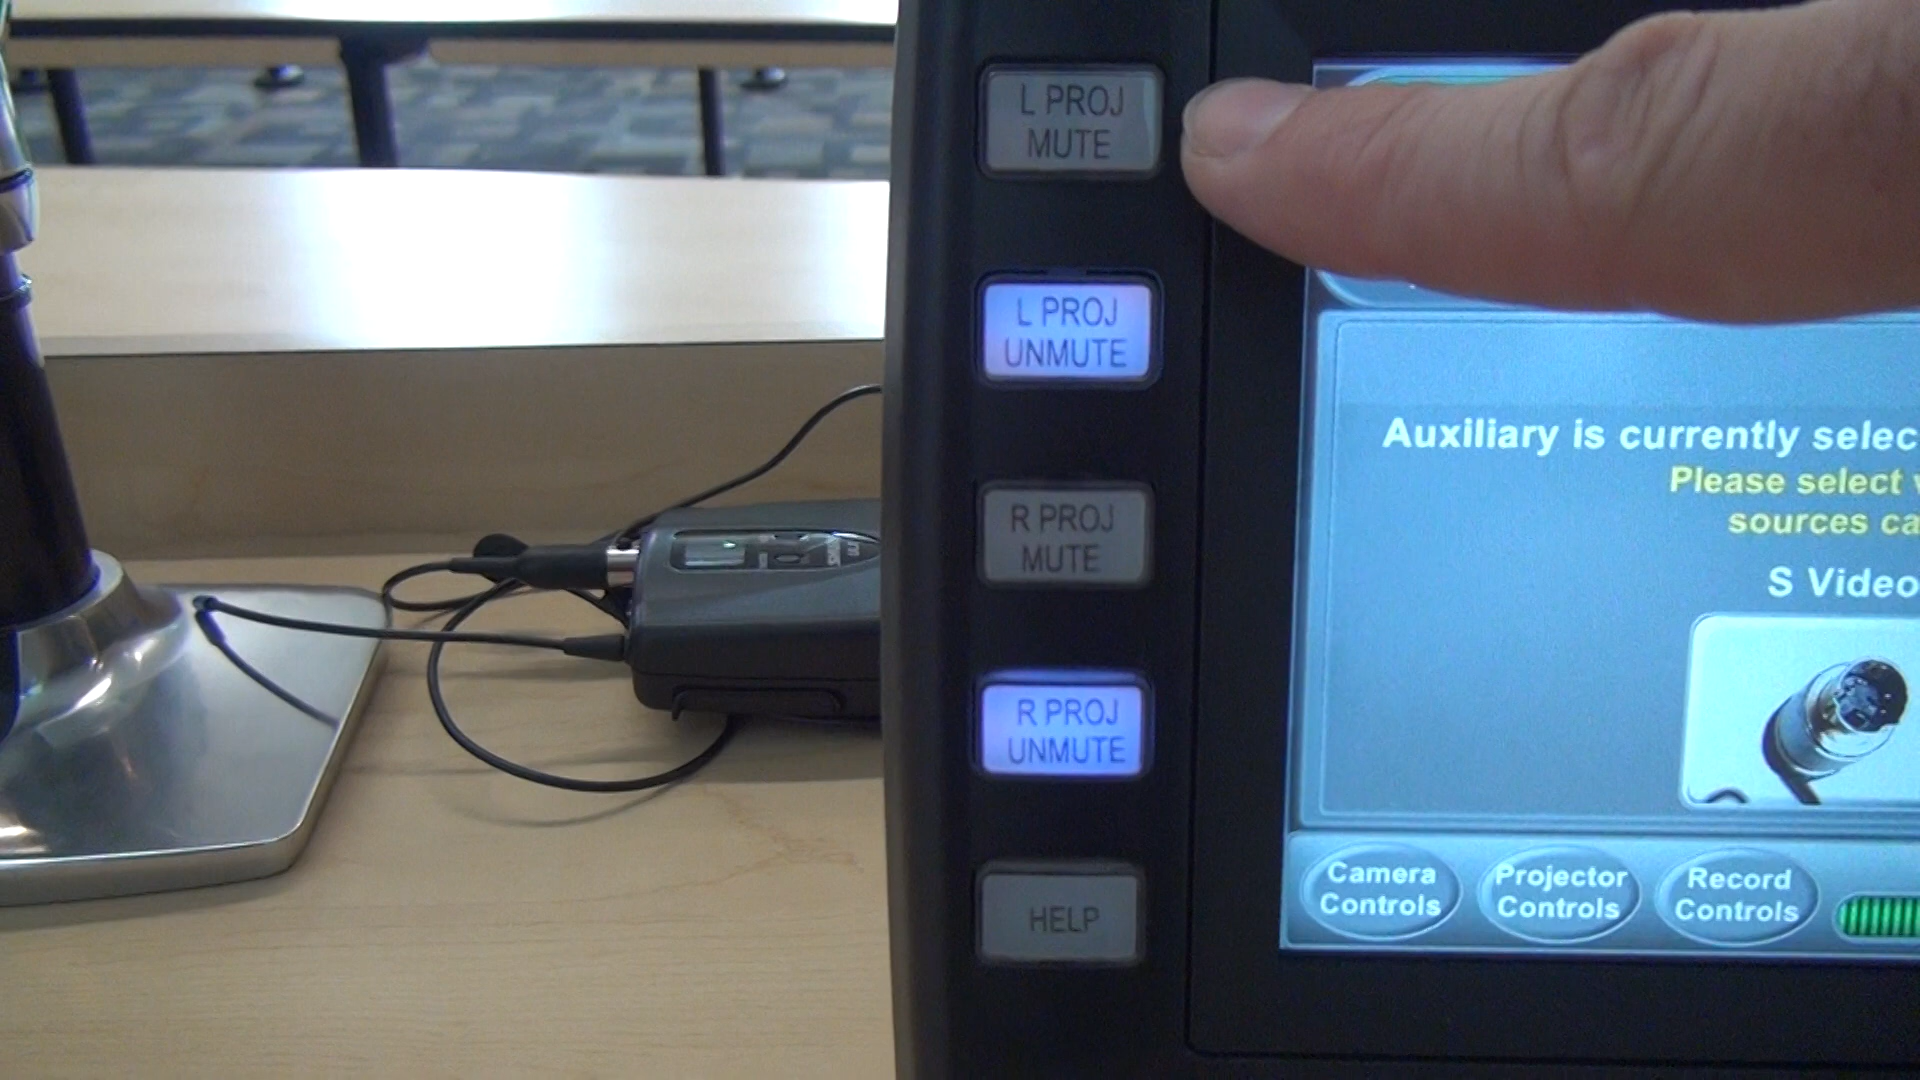 L PROJ
MUTE
L PROJ
UNMUTE
R PROJ
MUTE
R PROJ
UNMUTE
HELP
Auxiliary is currently selec
Please select
sources ca
S Video
Camera
Controls
Projector
Controls
Record
Controls